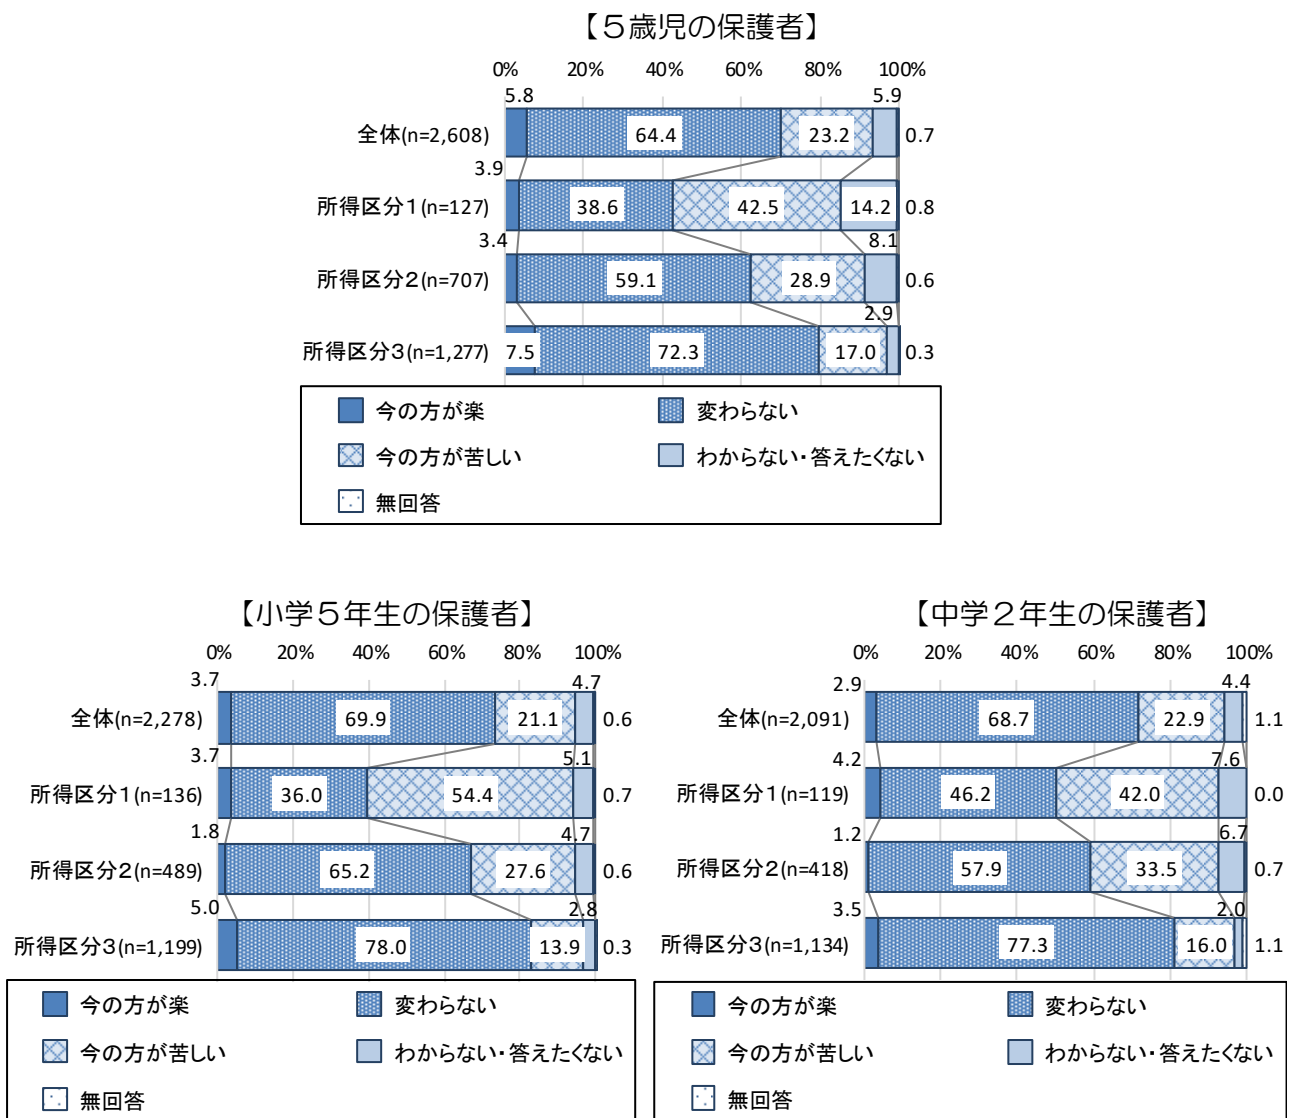 【５歳児の保護者】
0% 20% 40% 60% 80% 100%
5.8 5.9
全体(n=2,608) 64.4 23.2 0.7
3.9
所得区分１(n=127) 38.6 42.5 14.2 0.8
3.4 8.1
所得区分２(n=707) 59.1 28.9 0.6
2.9
所得区分３(n=1,277) 7.5 72.3 17.0 0.3
今の方が楽 変わらない
今の方が苦しい わからない・答えたくない
無回答
【小学５年生の保護者】
0% 20% 40% 60% 80% 100%
3.7 4.7
全体(n=2,278) 69.9 21.1 0.6
3.7 5.1
所得区分１(n=136) 36.0 54.4 0.7
1.8 4.7
所得区分２(n=489) 65.2 27.6 0.6
5.0 2.8
所得区分３(n=1,199) 78.0 13.9 0.3
今の方が楽 変わらない
今の方が苦しい わからない・答えたくない
無回答
【中学２年生の保護者】
0% 20% 40% 60% 80% 100%
2.9 4.4
全体(n=2,091) 68.7 22.9 1.1
4.2 7.6
所得区分１(n=119) 46.2 42.0 0.0
1.2 6.7
所得区分２(n=418) 57.9 33.5 0.7
3.5 2.0
所得区分３(n=1,134) 77.3 16.0 1.1
今の方が楽 変わらない
今の方が苦しい わからない・答えたくない
無回答